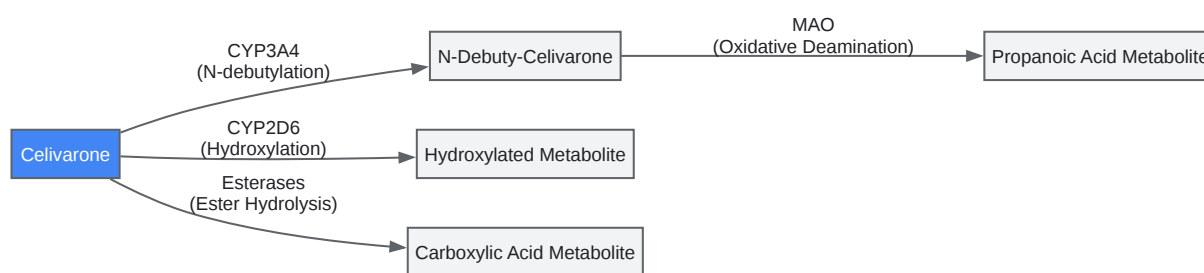 MAO
(Oxidative Deamination)
CYP3A4
(N-debutylation)
N-Debuty-Celivarone
Propanoic Acid Metabolite
CYP2D6
(Hydroxylation)
Celivarone
Hydroxylated Metabolite
Esterases
(Ester Hydrolysis)
Carboxylic Acid Metabolite